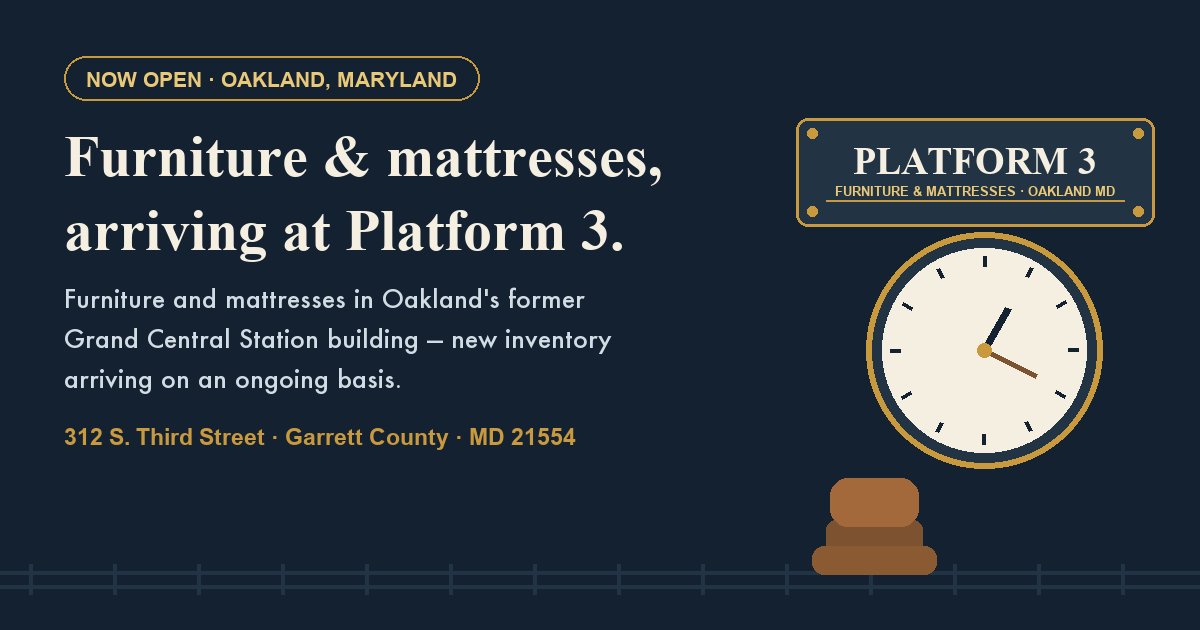 NOW OPEN · OAKLAND, MARYLAND
Furniture & mattresses,
arriving at Platform 3.
Furniture and mattresses in Oakland's former
Grand Central Station building — new inventory
arriving on an ongoing basis.
312 S. Third Street · Garrett County · MD 21554
PLATFORM 3
FURNITURE & MATTRESSES · OAKLAND MD